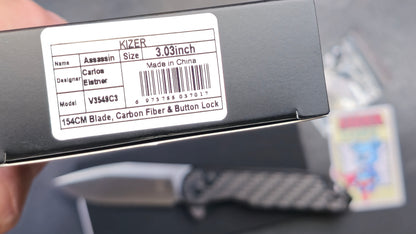 KIZER
Name Assassin Size 3.03inch
Designer Carlos Elstner
Made in China
Model V3549C3
6 973788 037017
154CM Blade, Carbon Fiber & Button Lock